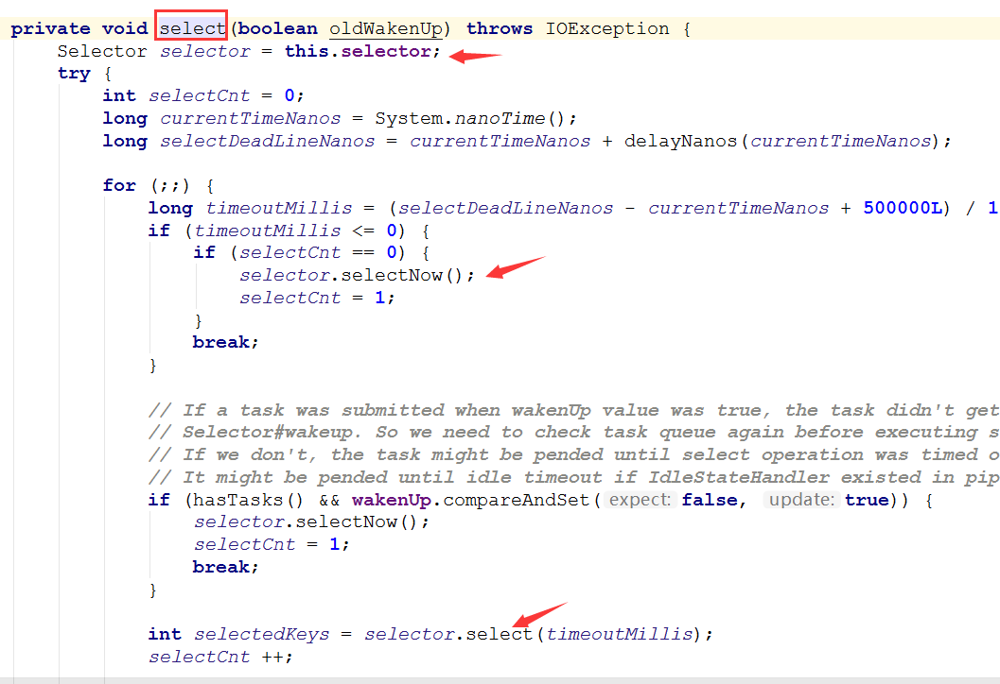 private void select(boolean oldWakenUp) throws IOException {
    Selector selector = this.selector;
    try {
        int selectCnt = 0;
        long currentTimeNanos = System.nanoTime();
        long selectDeadLineNanos = currentTimeNanos + delayNanos(currentTimeNanos);
        for (;;) {
            long timeoutMillis = (selectDeadLineNanos - currentTimeNanos + 500000L) / 1
            if (timeoutMillis <= 0) {
                if (selectCnt == 0) {
                    selector.selectNow();
                    selectCnt = 1;
                }
                break;
            }
            // If a task was submitted when wakenUp value was true, the task didn't get
            // Selector#wakeup. So we need to check task queue again before executing s
            // If we don't, the task might be pended until select operation was timed o
            // It might be pended until idle timeout if IdleStateHandler existed in pip
            if (hasTasks() && wakenUp.compareAndSet( expect: false, update: true)) {
                selector.selectNow();
                selectCnt = 1;
                break;
            }
            int selectedKeys = selector.select(timeoutMillis);
            selectCnt ++;